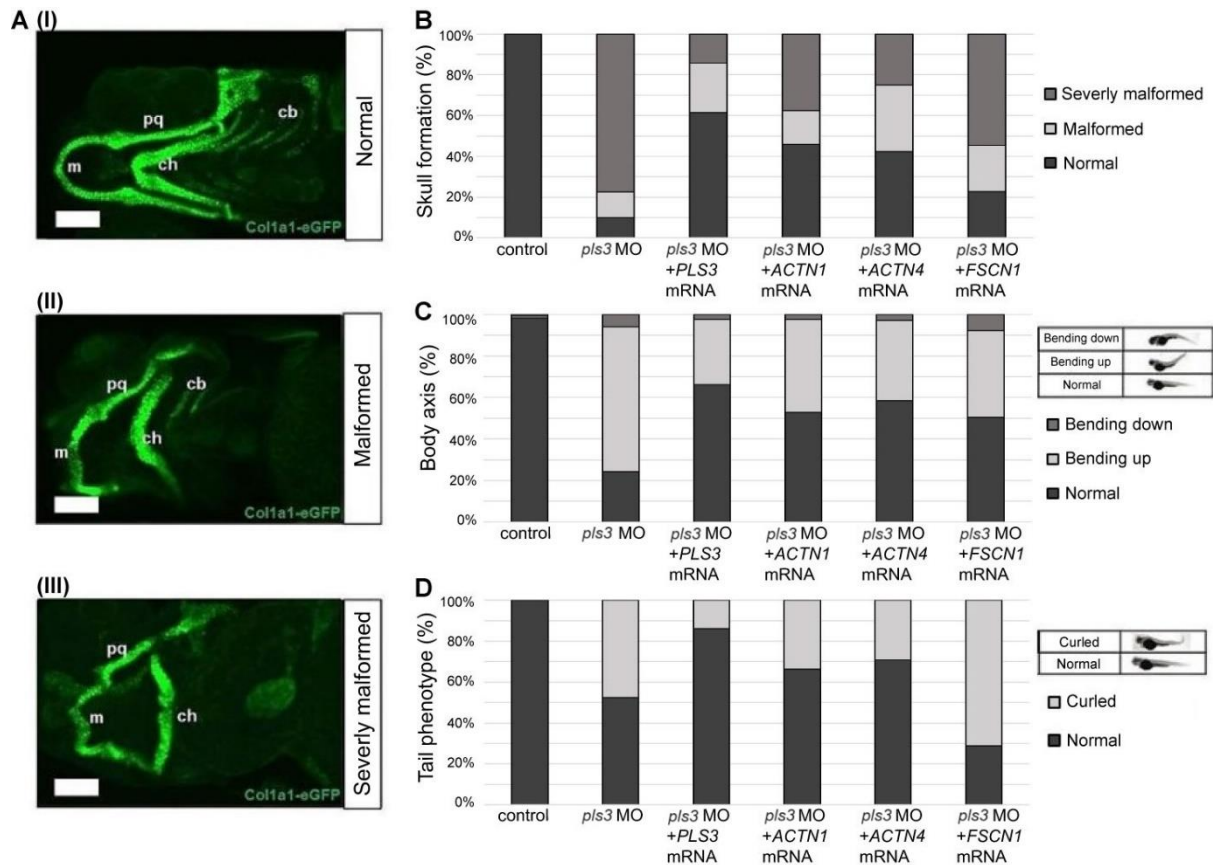 A (I)
pq
cb
m
ch
Col1a1-eGFP
Normal
(II)
pq
cb
m
ch
Col1a1-eGFP
Malformed
(III)
pq
m
ch
Col1a1-eGFP
Severly malformed
B
Skull formation (%)
100%
80%
60%
40%
20%
0%
control
pls3 MO
pls3 MO
+PLS3
mRNA
pls3 MO
+ACTN1
mRNA
pls3 MO
+ACTN4
mRNA
pls3 MO
+FSCN1
mRNA
Severly malformed
Malformed
Normal
C
Body axis (%)
100%
80%
60%
40%
20%
0%
control
pls3 MO
pls3 MO
+PLS3
mRNA
pls3 MO
+ACTN1
mRNA
pls3 MO
+ACTN4
mRNA
pls3 MO
+FSCN1
mRNA
Bending down
Bending up
Normal
Bending down
Bending up
Normal
D
Tail phenotype (%)
100%
80%
60%
40%
20%
0%
control
pls3 MO
pls3 MO
+PLS3
mRNA
pls3 MO
+ACTN1
mRNA
pls3 MO
+ACTN4
mRNA
pls3 MO
+FSCN1
mRNA
Curled
Normal
Curled
Normal